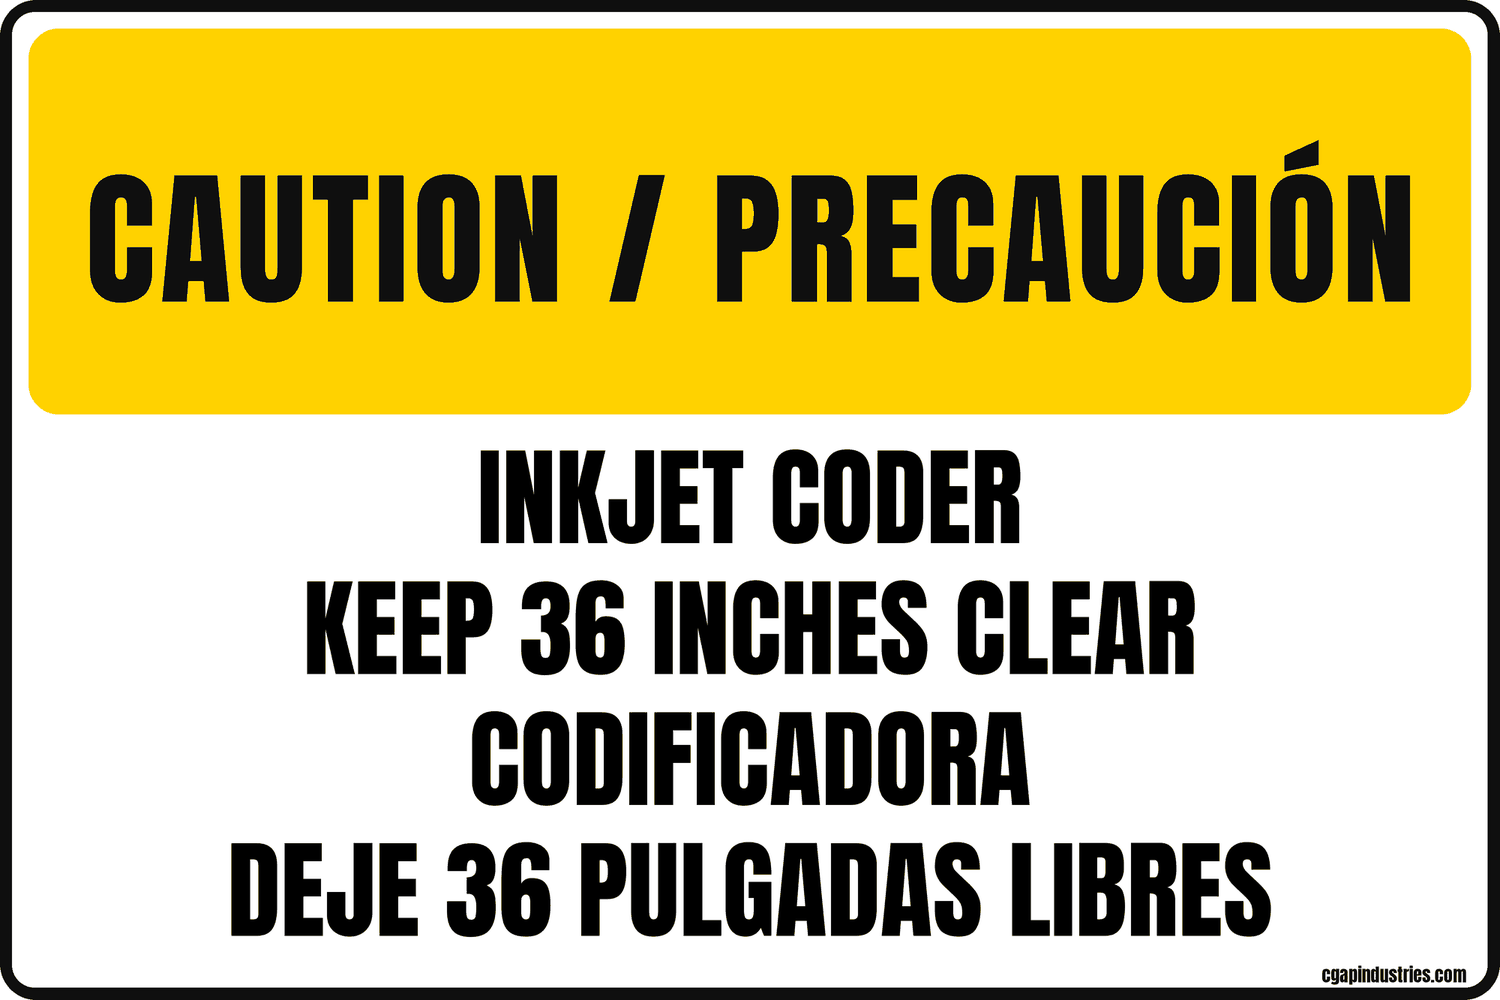 CAUTION / PRECAUCIÓN
INKJET CODER
KEEP 36 INCHES CLEAR
CODIFICADORA
DEJE 36 PULGADAS LIBRES
cgapindustries.com